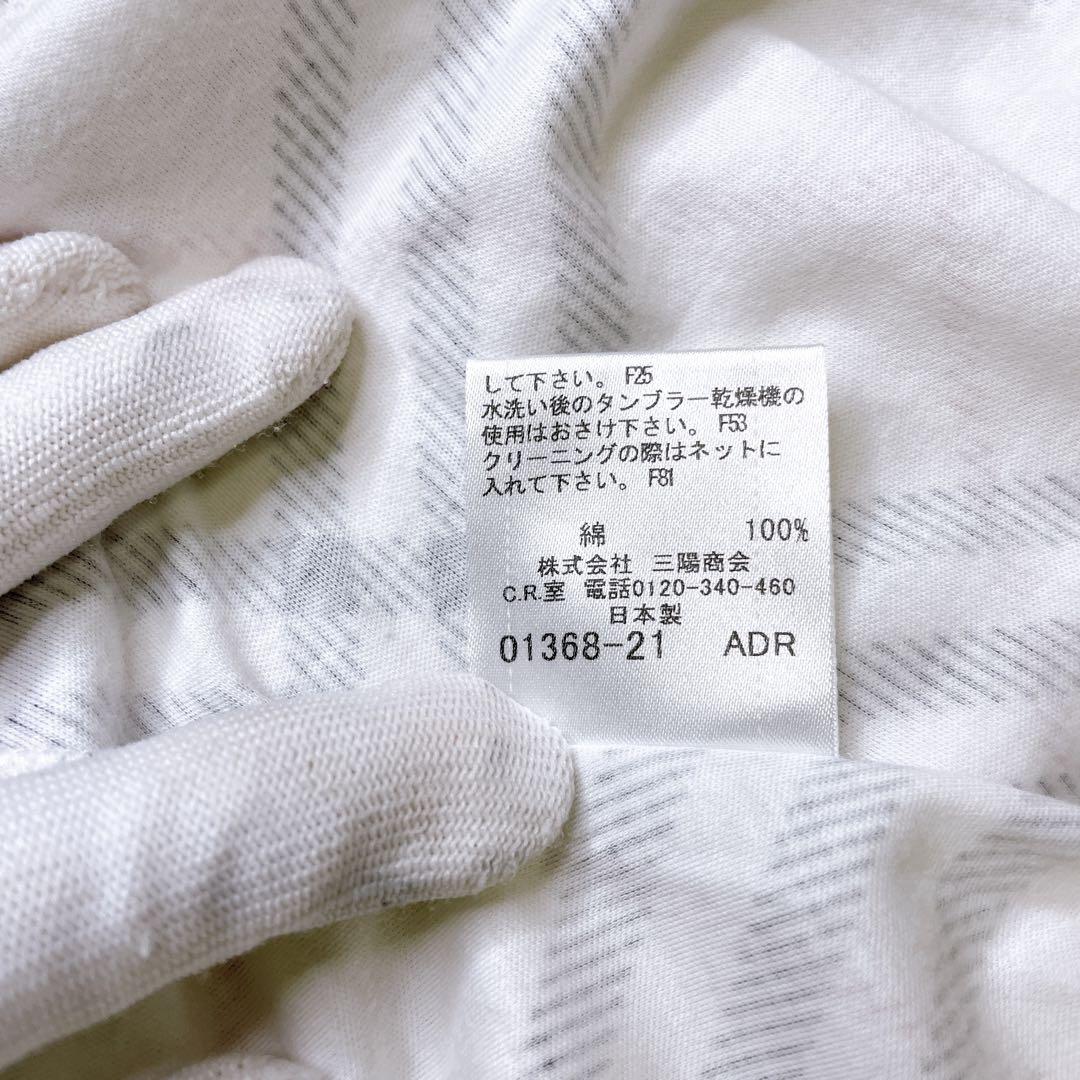 して下さい。 F25
水洗い後のタンブラー乾燥機の
使用はおさけ下さい。 F53
クリーニングの際はネットに
入れて下さい。 F81
綿 100%
株式会社 三陽商会
C.R.室 電話0120-340-460
日本製
01368-21 ADR